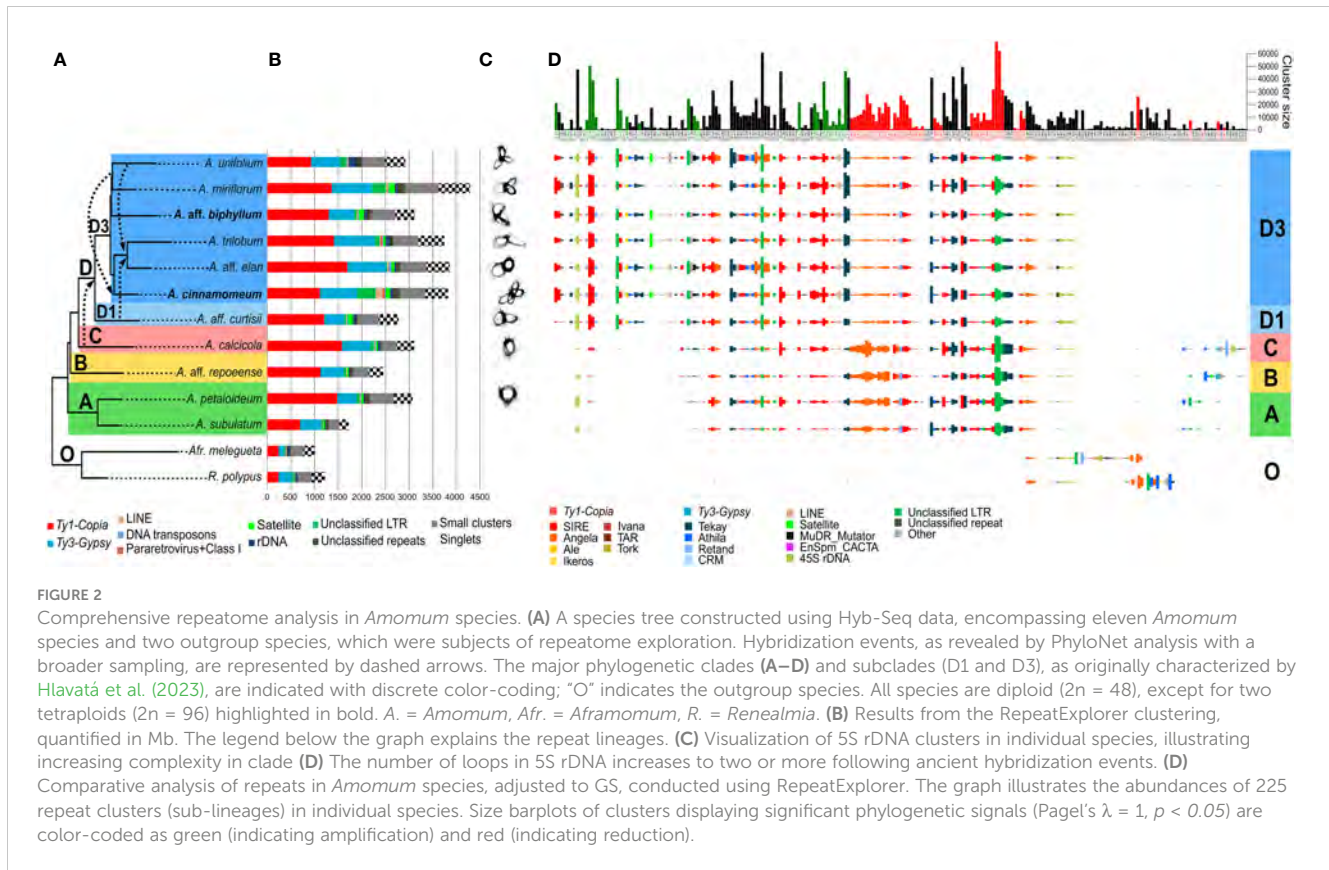 A
B
C
D
Cluster size
60000
50000
40000
30000
20000
10000
0
A. unifolium
A. miniflorum
A. aff. biphyllum
A. trilobum
A. aff. elan
A. cinnamomeum
A. aff. curtisii
A. calcicola
A. aff. repoeense
A. petaloideum
A. subulatum
Afr. melegueta
R. polypus
D3
D
D1
C
B
A
O
D3
D1
C
B
A
O
0 500 1000 1500 2000 2500 3000 3500 4000 4500
Ty1-Copia
Ty3-Gypsy
LINE
DNA transposons
Pararetrovirus+Class I
Satellite
rDNA
Unclassified LTR
Unclassified repeats
Small clusters
Singlets
Ty1-Copia
SIRE
Angela
Ale
Ikeros
Ivana
TAR
Tork
Ty3-Gypsy
Tekay
Athila
Retand
CRM
LINE
Satellite
MuDR_Mutator
EnSpm_CACTA
45S rDNA
Unclassified LTR
Unclassified repeat
Other
FIGURE 2
Comprehensive repeatome analysis in Amomum species. (A) A species tree constructed using Hyb-Seq data, encompassing eleven Amomum
species and two outgroup species, which were subjects of repeatome exploration. Hybridization events, as revealed by PhyloNet analysis with a
broader sampling, are represented by dashed arrows. The major phylogenetic clades (A–D) and subclades (D1 and D3), as originally characterized by
Hlavatá et al. (2023), are indicated with discrete color-coding; "O" indicates the outgroup species. All species are diploid (2n = 48), except for two
tetraploids (2n = 96) highlighted in bold. A. = Amomum, Afr. = Aframomum, R. = Renealmia. (B) Results from the RepeatExplorer clustering,
quantified in Mb. The legend below the graph explains the repeat lineages. (C) Visualization of 5S rDNA clusters in individual species, illustrating
increasing complexity in clade (D) The number of loops in 5S rDNA increases to two or more following ancient hybridization events. (D)
Comparative analysis of repeats in Amomum species, adjusted to GS, conducted using RepeatExplorer. The graph illustrates the abundances of 225
repeat clusters (sub-lineages) in individual species. Size barplots of clusters displaying significant phylogenetic signals (Pagel's λ = 1, p < 0.05) are
color-coded as green (indicating amplification) and red (indicating reduction).